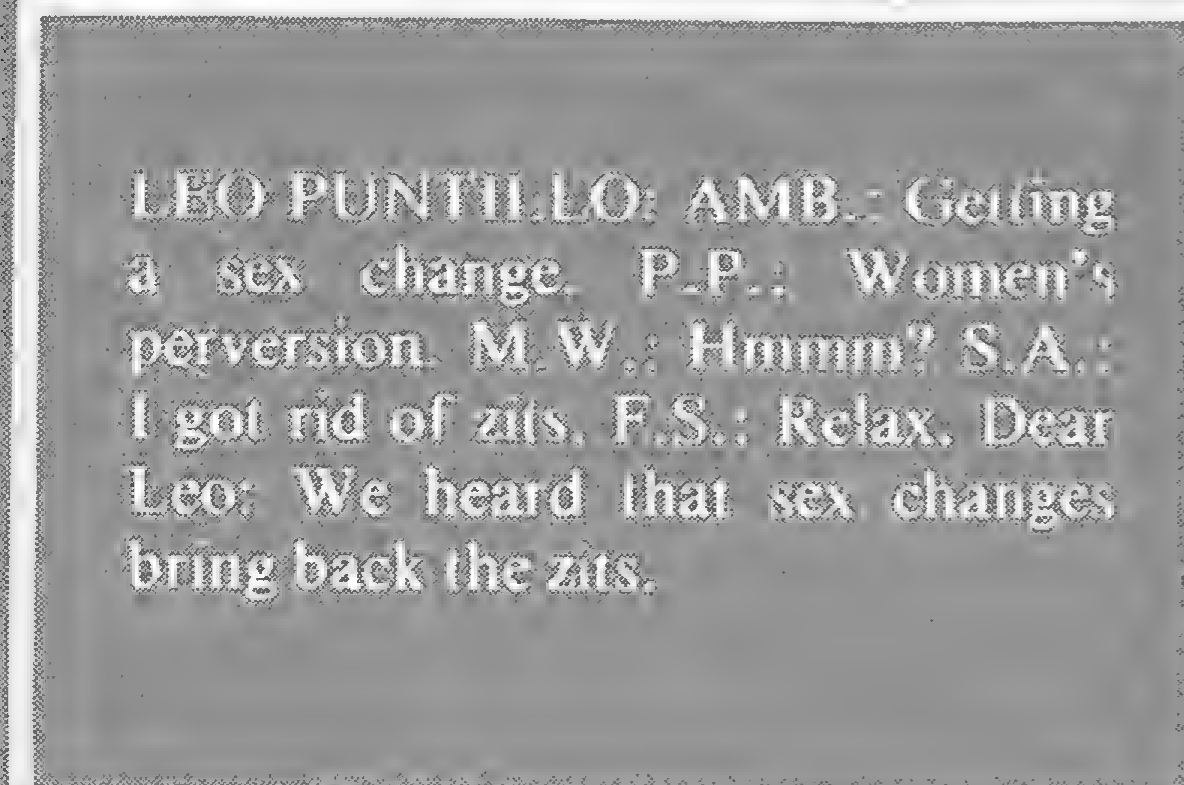 LEO PUNTILLO: AMB.: Getting
a sex change. P.P.: Women's
perversion. M.W.: Hmmm? S.A.:
I got rid of zits. F.S.: Relax. Dear
Leo: We heard that sex changes
bring back the zits.